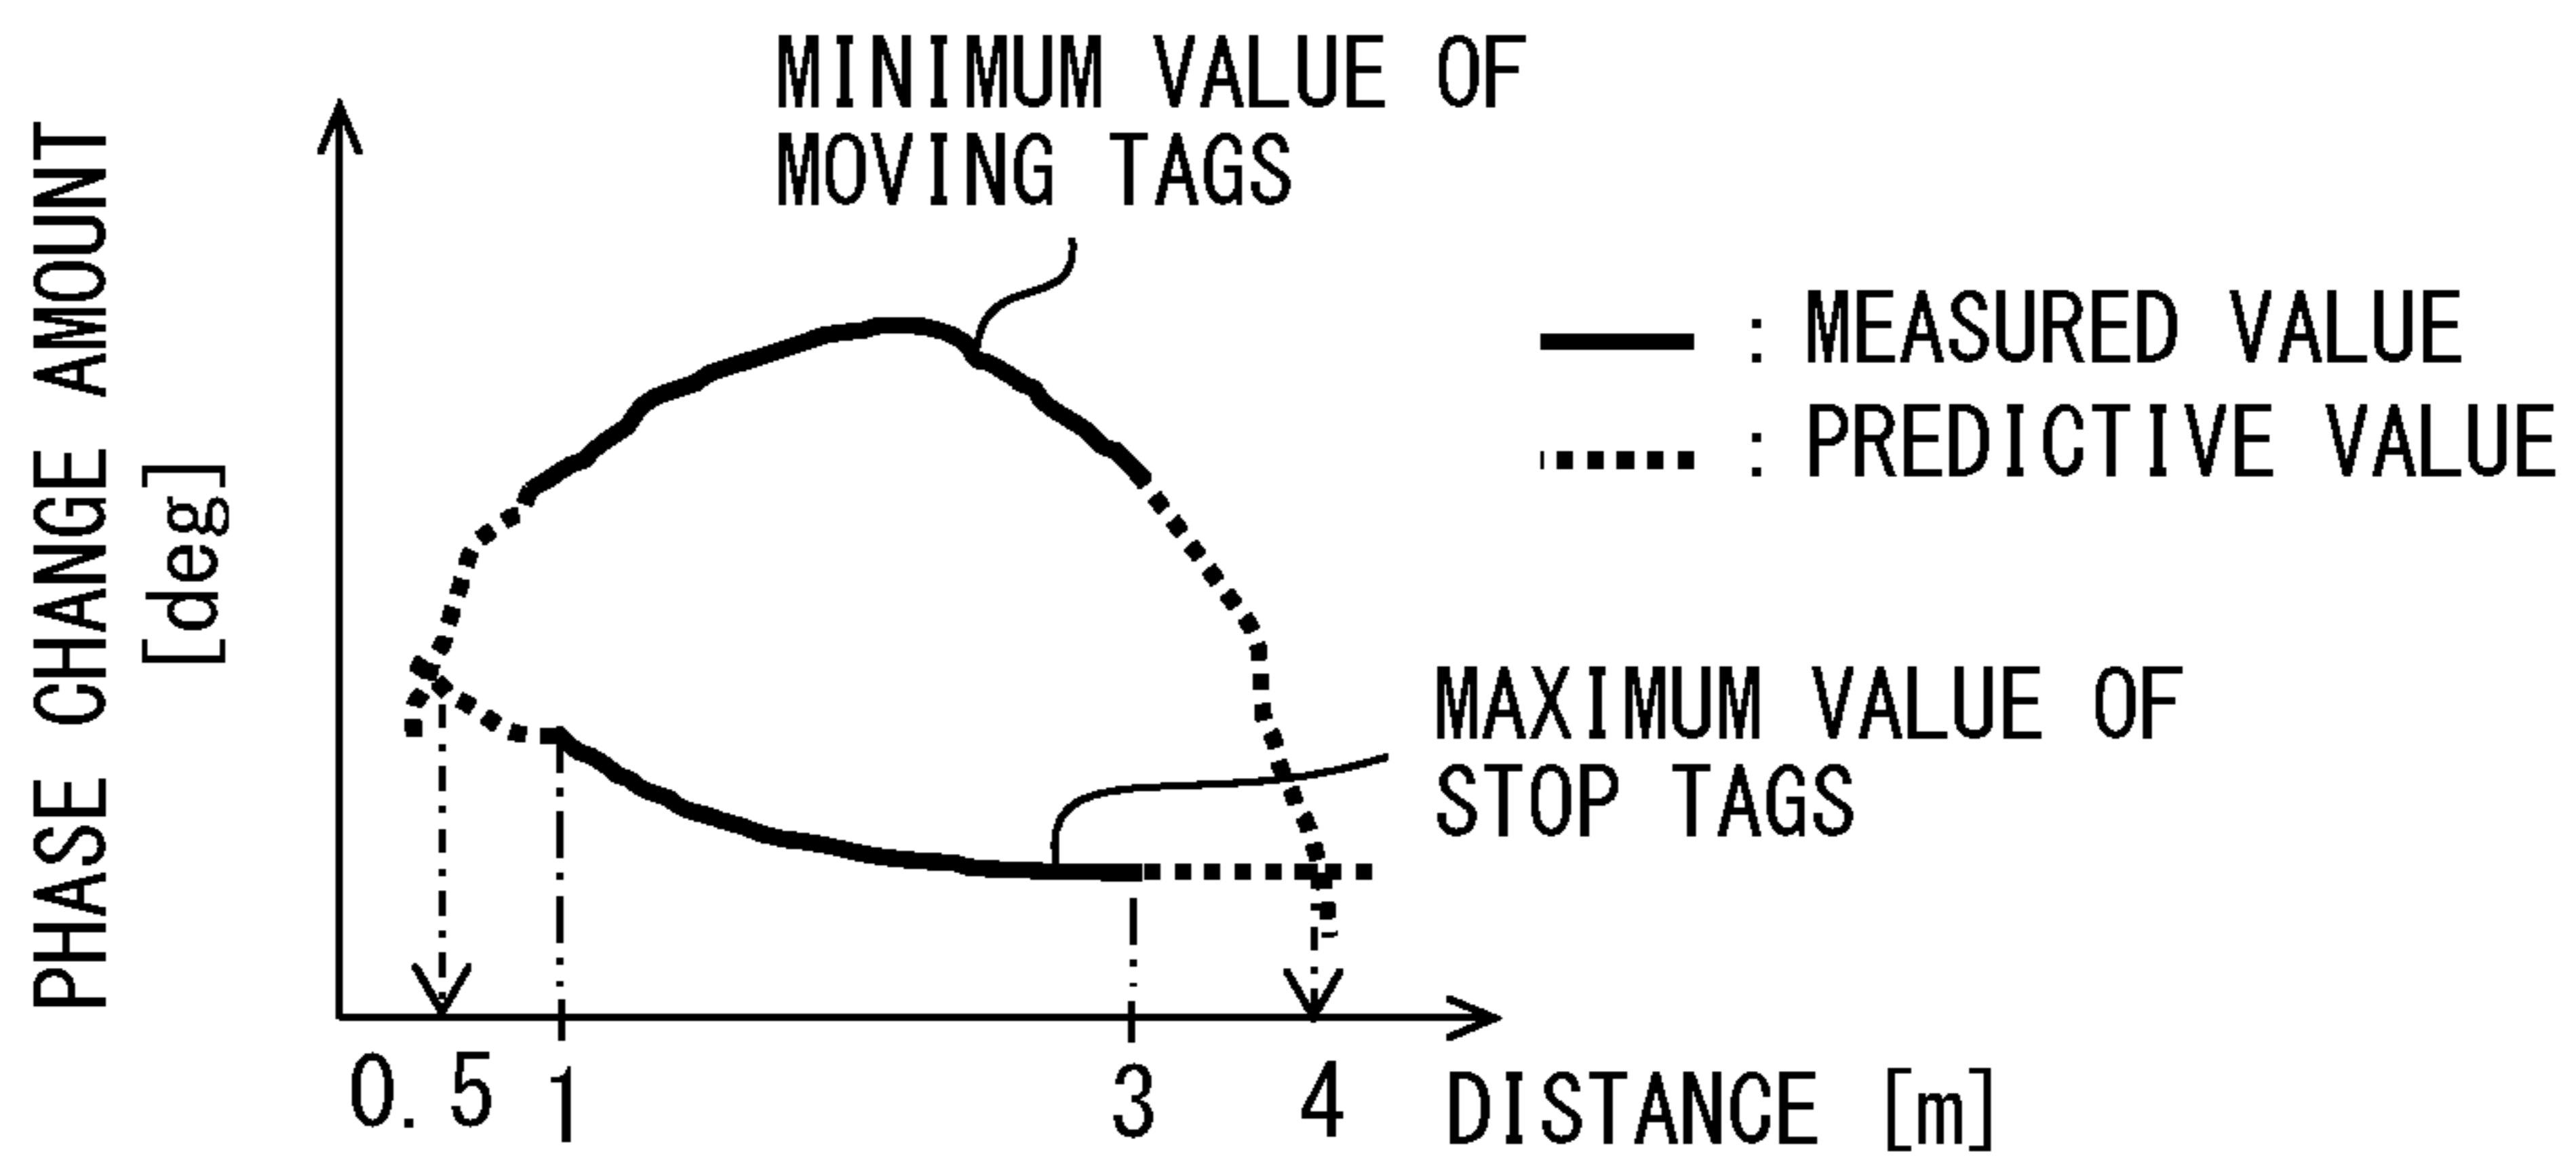 MINIMUM VALUE OF
MOVING TAGS
PHASE CHANGE AMOUNT
[deg]
: MEASURED VALUE
: PREDICTIVE VALUE
MAXIMUM VALUE OF
STOP TAGS
0.5 1 3 4 DISTANCE [m]